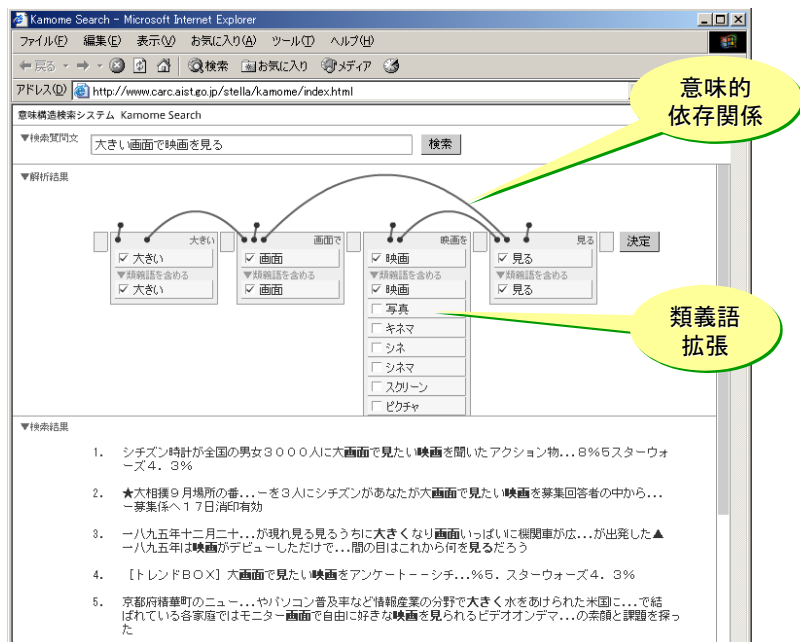 Kamome Search - Microsoft Internet Explorer
ファイル(F) 編集(E) 表示(V) お気に入り(A) ツール(T) ヘルプ(H)
戻る 検索 お気に入り メディア
アドレス(D) http://www.carc.aist.go.jp/stella/kamome/index.html
意味的
依存関係
意味構造検索システム Kamome Search
▼検索質問文 大きい画面で映画を見る 検索
▼解析結果
大きい 画面で 映画を 見る 決定
大きい 画面 映画 見る
▼類義語を含める ▼類義語を含める ▼類義語を含める ▼類義語を含める
大きい 画面 映画 見る
写真
キネマ
シネ
シネマ
スクリーン
ピクチャ
類義語
拡張
▼検索結果
1. シチズン時計が全国の男女３０００人に大画面で見たい映画を聞いたアクション物...８％５スターウォ
ーズ４．３％
2. ★大相撲９月場所の番...ーを３人にシチズンがあなたが大画面で見たい映画を募集回答者の中から...
ー募集係へ１７日消印有効
3. 一八九五年十二月二十...が現れ見る見るうちに大きくなり画面いっぱいに機関車が広...が出発した▲
一八九五年は映画がデビューしただけで...間の目はこれから何を見るだろう
4. ［トレンドＢＯＸ］大画面で見たい映画をアンケート－－シチ...％５．スターウォーズ４．３％
5. 京都府精華町のニュー...やパソコン普及率など情報産業の分野で大きく水をあけられた米国に...で結
ばれている各家庭ではモニター画面で自由に好きな映画を見られるビデオオンデマ...の素顔と課題を探っ
た